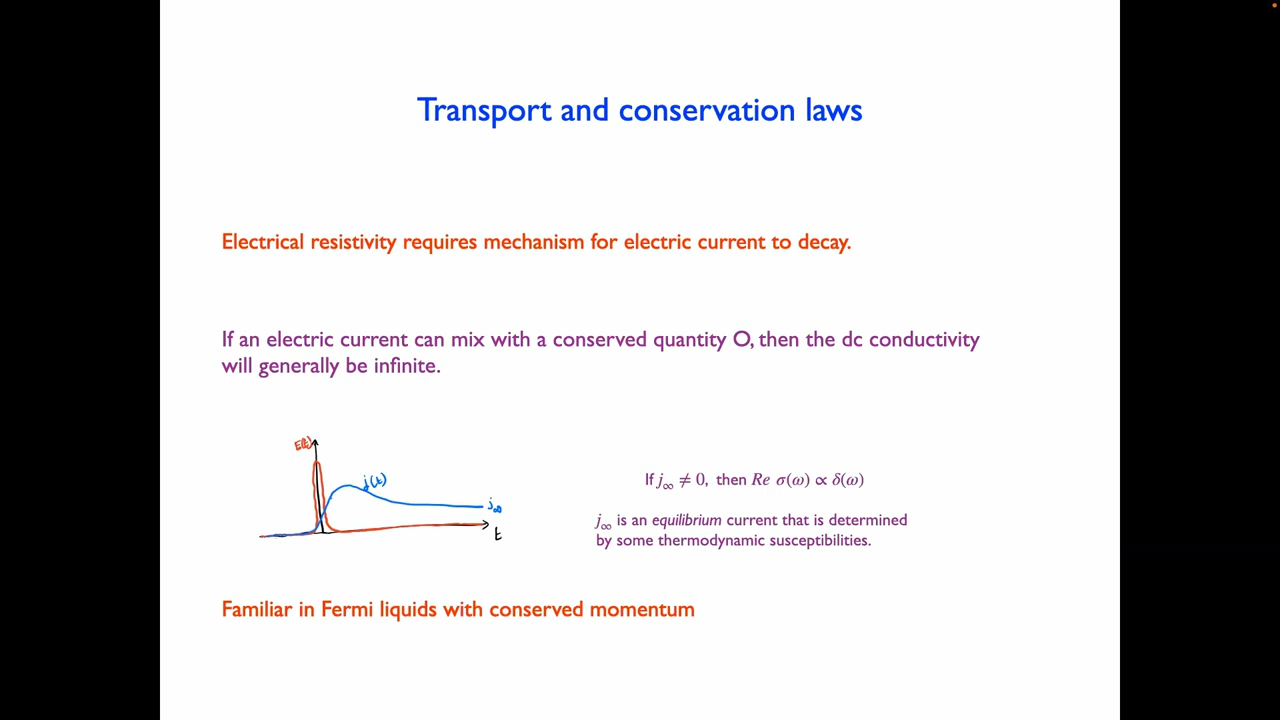 Transport and conservation laws
Electrical resistivity requires mechanism for electric current to decay.
If an electric current can mix with a conserved quantity O, then the dc conductivity
will generally be infinite.
E(t)
j(t)
j∞
t
If j∞ ≠ 0, then Re σ(ω) ∝ δ(ω)
j∞ is an equilibrium current that is determined
by some thermodynamic susceptibilities.
Familiar in Fermi liquids with conserved momentum